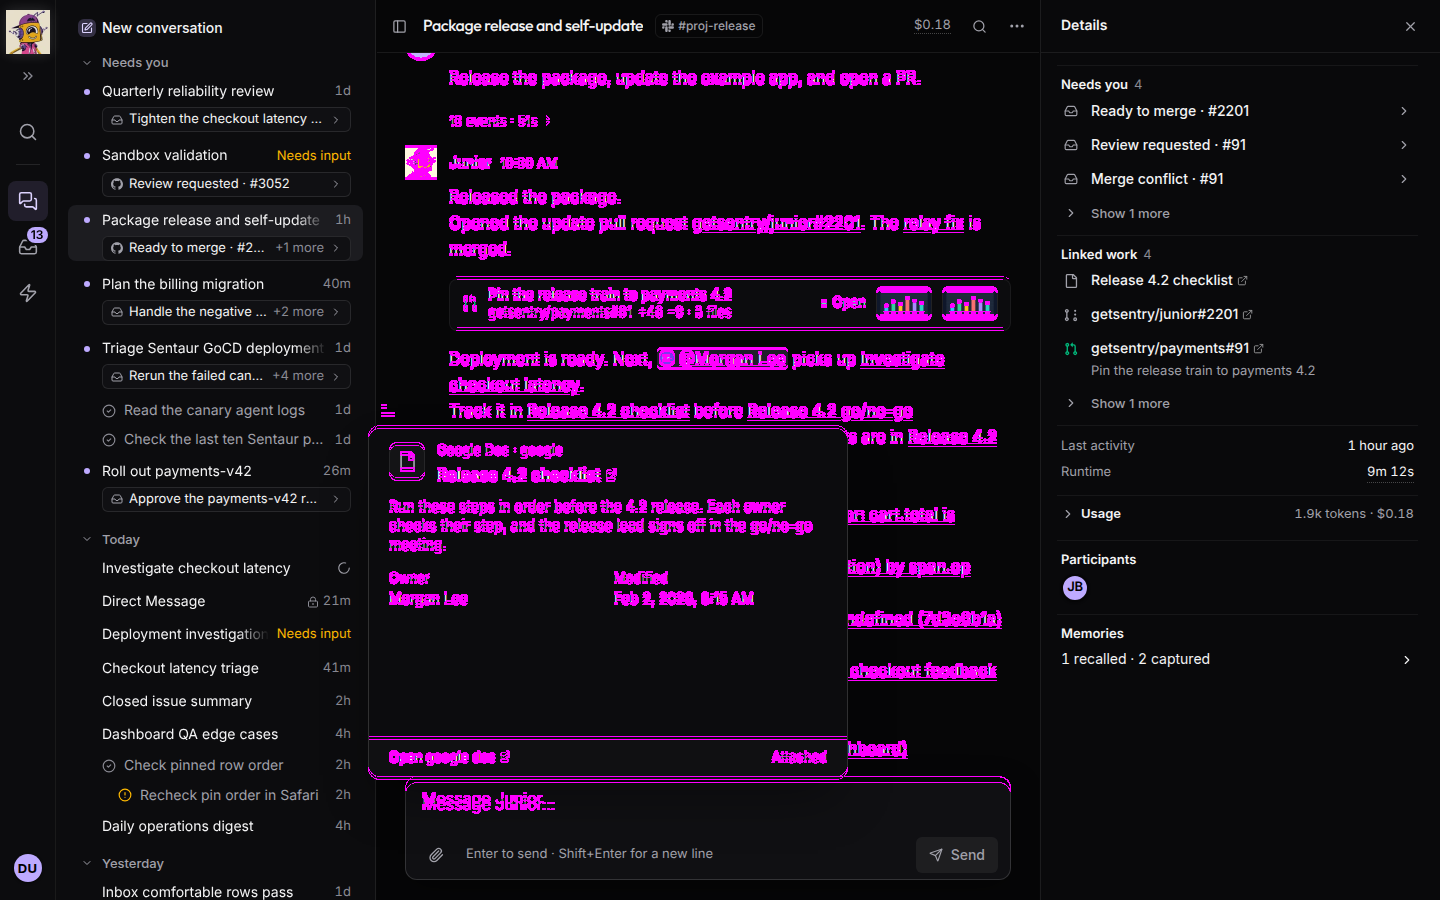 New conversation
Needs you
Quarterly reliability review 1d
Tighten the checkout latency ...
Sandbox validation Needs input
Review requested · #3052
Package release and self-update 1h
Ready to merge · #2... +1 more
13
Plan the billing migration 40m
Handle the negative ... +2 more
Triage Sentaur GoCD deployment 1d
Rerun the failed can... +4 more
Read the canary agent logs 1d
Check the last ten Sentaur p... 1d
Roll out payments-v42 26m
Approve the payments-v42 r...
Today
Investigate checkout latency
Direct Message 21m
Deployment investigation Needs input
Checkout latency triage 41m
Closed issue summary 2h
Dashboard QA edge cases 4h
Check pinned row order 2h
Recheck pin order in Safari 2h
Daily operations digest 4h
Yesterday
Inbox comfortable rows pass 1d
DU
Package release and self-update #proj-release $0.18
Release the package, update the example app, and open a PR.
events ·
Junior AM
Released the package.
Opened the update pull request getsentry/junior#2201. The relay fix is
merged.
Pin the release train to payments 4.2
getsentry/payments#91 files
Open
Deployment is ready. Next, @Morgan Lee picks up Investigate
checkout latency.
Track it in Release 4.2 checklist before Release 4.2 go/no-go
are in Release 4.2
Google Doc · google
Release 4.2 checklist
Run these steps in order before the 4.2 release. Each owner
checks their step, and the release lead signs off in the go/no-go
meeting.
Owner Modified
Morgan Lee Feb 2, AM
cart total is
by span.op
checkout feedback
Open google doc Attached
Message Junior...
Enter to send · Shift+Enter for a new line
Send
Details
Needs you 4
Ready to merge · #2201
Review requested · #91
Merge conflict · #91
Show 1 more
Linked work 4
Release 4.2 checklist
getsentry/junior#2201
getsentry/payments#91
Pin the release train to payments 4.2
Show 1 more
Last activity 1 hour ago
Runtime 9m 12s
Usage 1.9k tokens · $0.18
Participants
JB
Memories
1 recalled · 2 captured